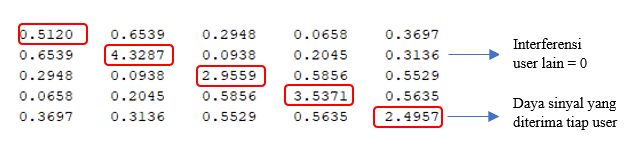 0.5120 0.6539 0.2948 0.0658 0.3697
0.6539 4.3287 0.0938 0.2045 0.3136
0.2948 0.0938 2.9559 0.5856 0.5529
0.0658 0.2045 0.5856 3.5371 0.5635
0.3697 0.3136 0.5529 0.5635 2.4957
Interferensi
user lain = 0
Daya sinyal yang
diterima tiap user